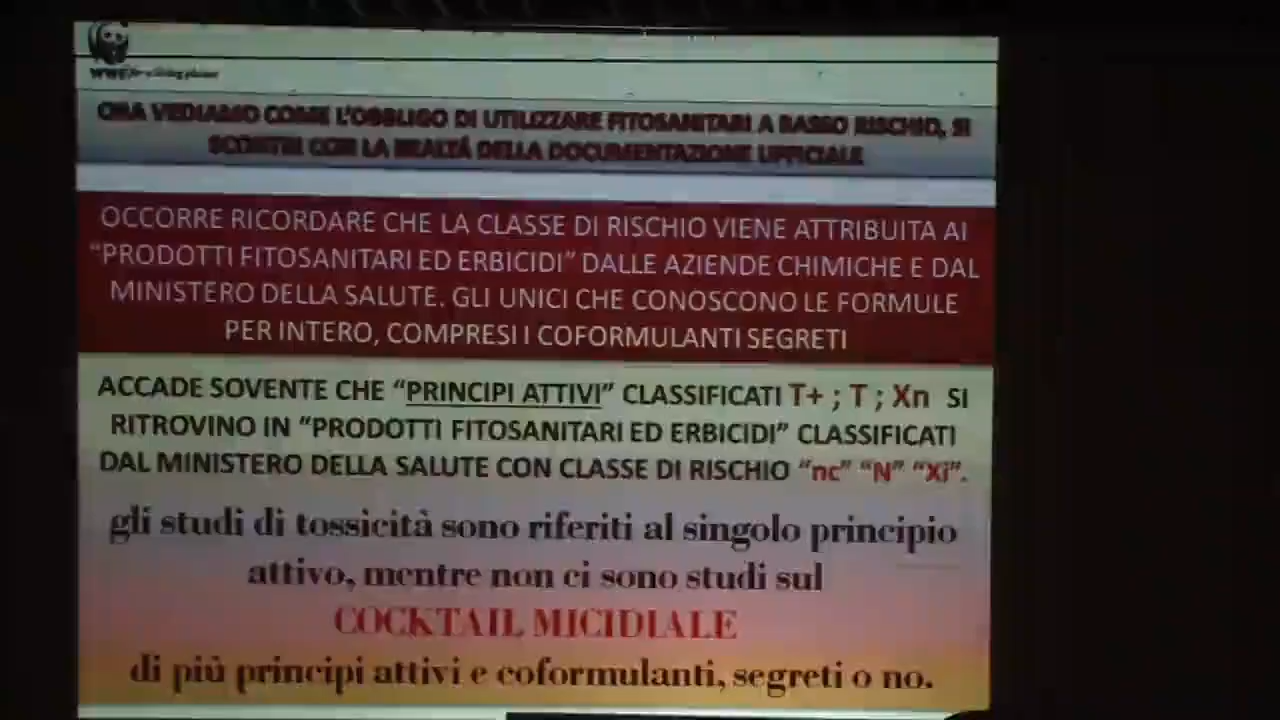 WWF for a living planet
ORA VEDIAMO COME L'OBBLIGO DI UTILIZZARE FITOSANITARI A BASSO RISCHIO, SI
SCONTRI CON LA REALTÁ DELLA DOCUMENTAZIONE UFFICIALE
OCCORRE RICORDARE CHE LA CLASSE DI RISCHIO VIENE ATTRIBUITA AI
"PRODOTTI FITOSANITARI ED ERBICIDI" DALLE AZIENDE CHIMICHE E DAL
MINISTERO DELLA SALUTE. GLI UNICI CHE CONOSCONO LE FORMULE
PER INTERO, COMPRESI I COFORMULANTI SEGRETI
ACCADE SOVENTE CHE "PRINCIPI ATTIVI" CLASSIFICATI T+ ; T ; Xn SI
RITROVINO IN "PRODOTTI FITOSANITARI ED ERBICIDI" CLASSIFICATI
DAL MINISTERO DELLA SALUTE CON CLASSE DI RISCHIO "nc" "N" "Xi".
gli studi di tossicità sono riferiti al singolo principio
attivo, mentre non ci sono studi sul
COCKTAIL MICIDIALE
di più principi attivi e coformulanti, segreti o no.